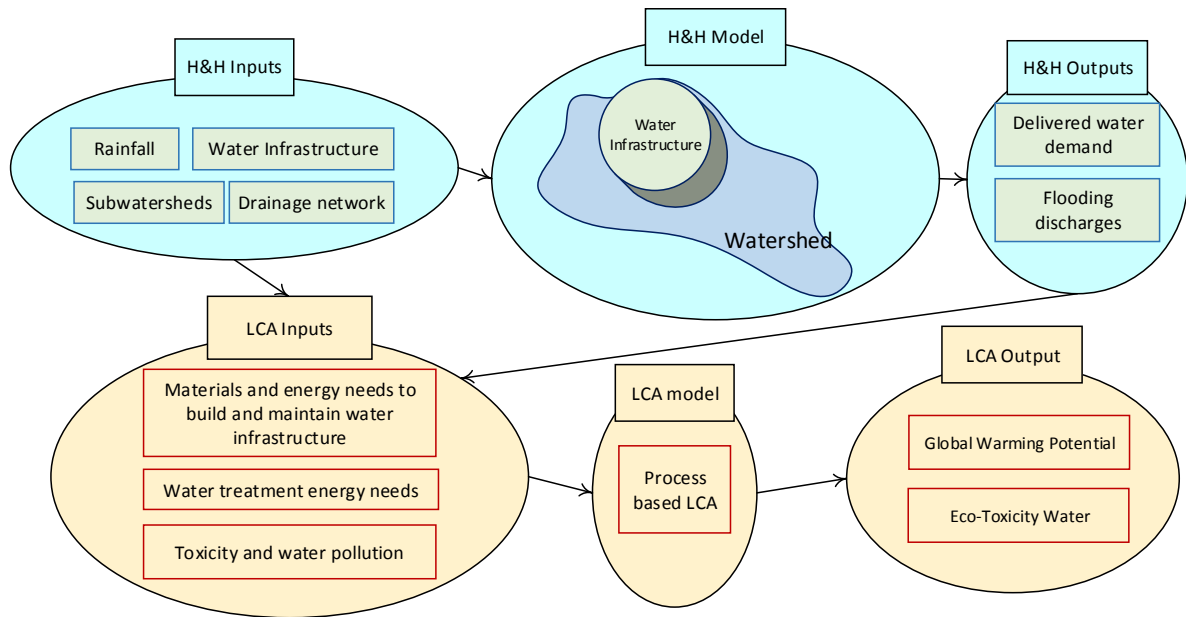 H&H Inputs
Rainfall
Water Infrastructure
Subwatersheds
Drainage network
H&H Model
Water
Infrastructure
Watershed
H&H Outputs
Delivered water
demand
Flooding
discharges
LCA Inputs
Materials and energy needs to
build and maintain water
infrastructure
Water treatment energy needs
Toxicity and water pollution
LCA model
Process
based LCA
LCA Output
Global Warming Potential
Eco-Toxicity Water